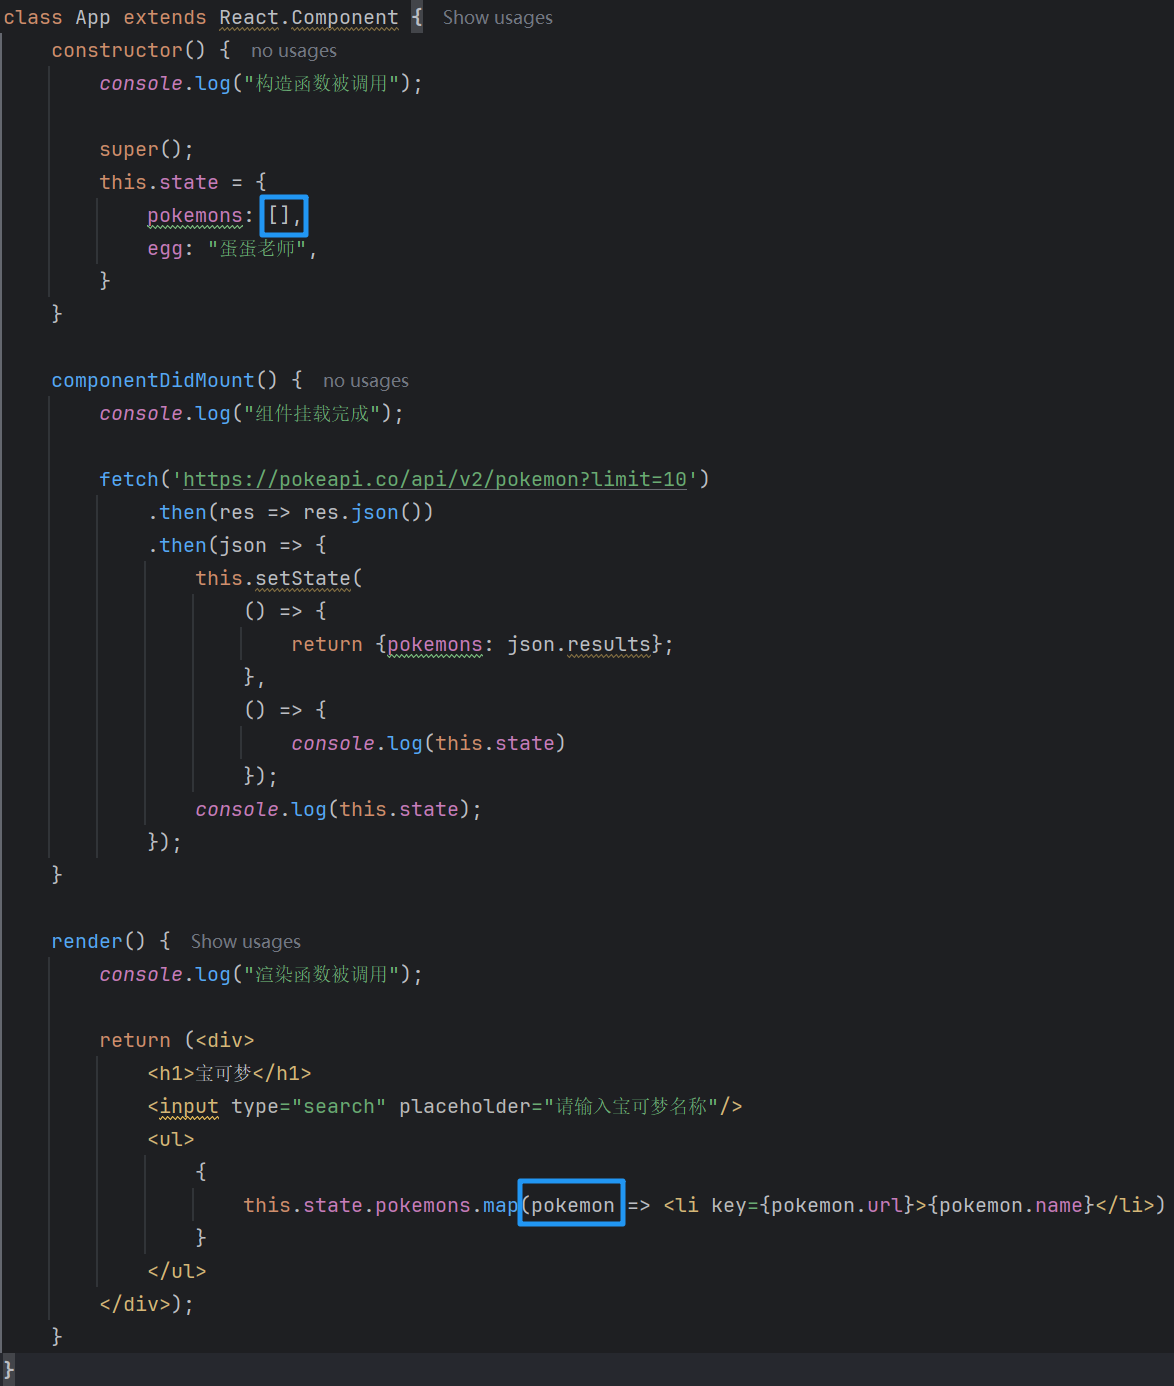 class App extends React.Component { Show usages
constructor() { no usages
console.log("构造函数被调用");
super();
this.state = {
pokemons: [],
egg: "蛋蛋老师",
}
}
componentDidMount() { no usages
console.log("组件挂载完成");
fetch('https://pokeapi.co/api/v2/pokemon?limit=10')
.then(res => res.json())
.then(json => {
this.setState(
() => {
return {pokemons: json.results};
},
() => {
console.log(this.state)
});
console.log(this.state);
});
}
render() { Show usages
console.log("渲染函数被调用");
return (<div>
<h1>宝可梦</h1>
<input type="search" placeholder="请输入宝可梦名称"/>
<ul>
{
this.state.pokemons.map(pokemon => <li key={pokemon.url}>{pokemon.name}</li>)
}
</ul>
</div>);
}
}